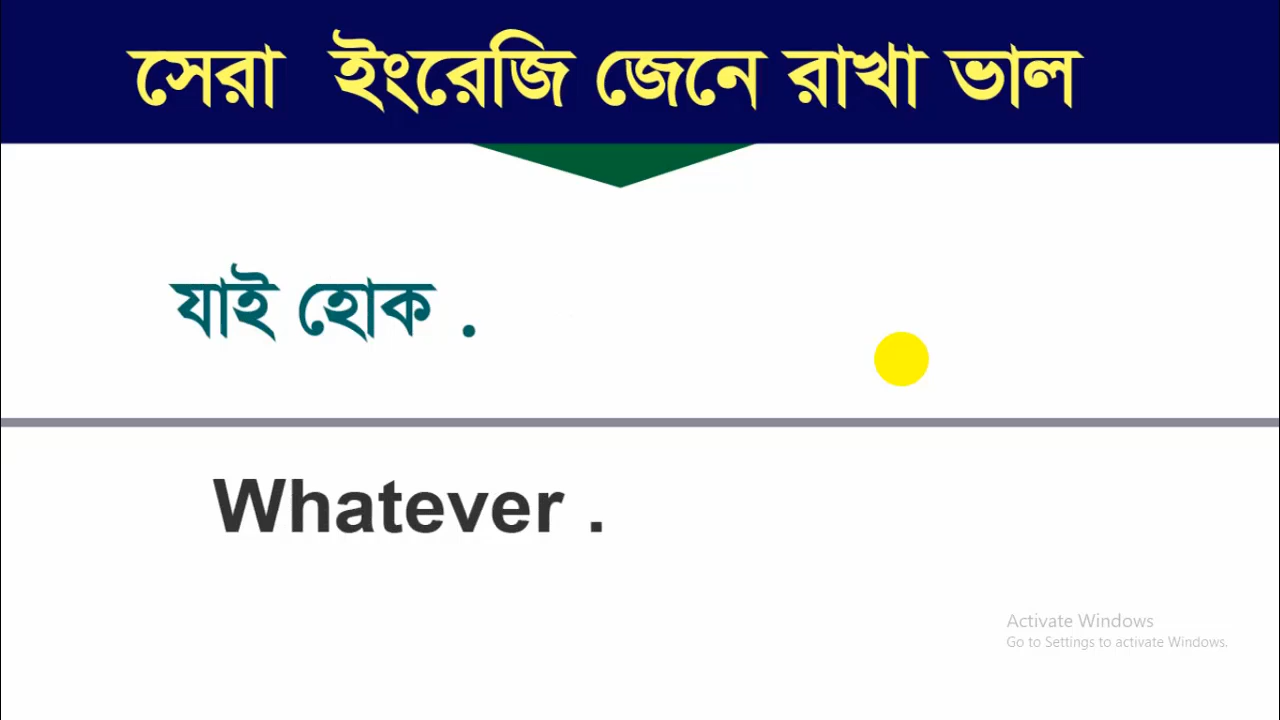 সেরা ইংরেজি জেনে রাখা ভাল
যাই হোক .
Whatever .
Activate Windows
Go to Settings to activate Windows.